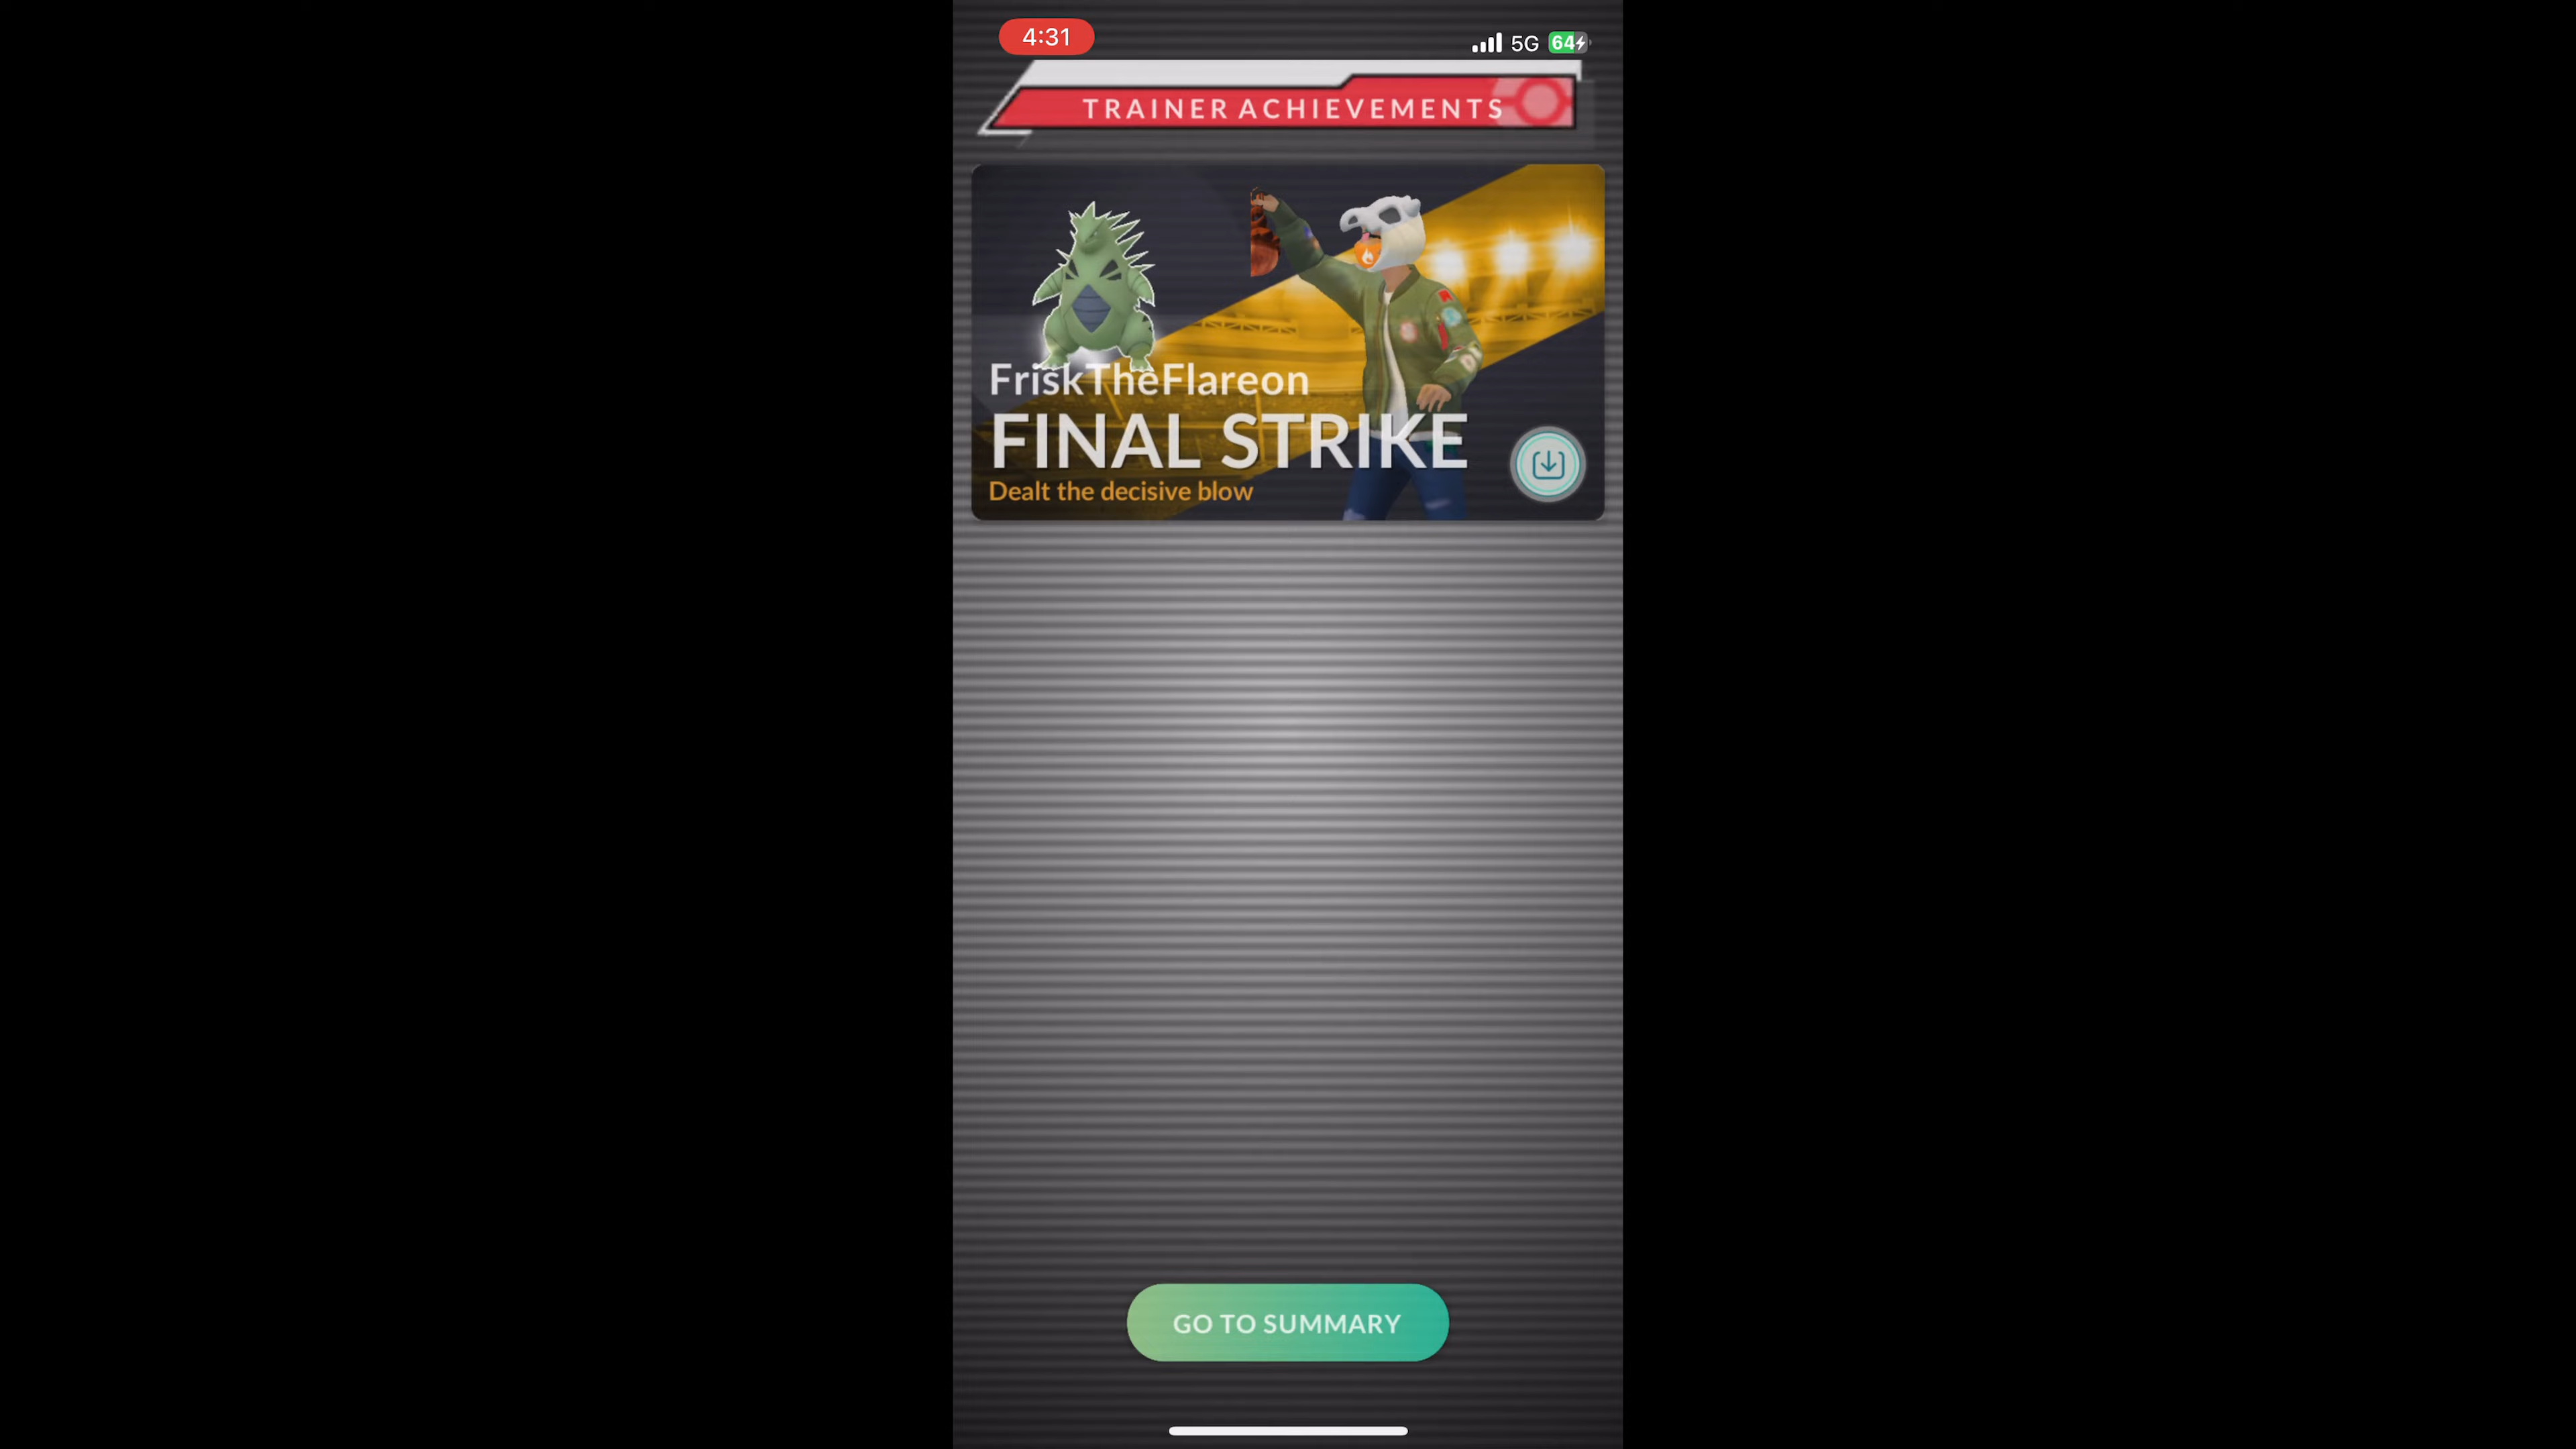 4:31
5G 64
TRAINER ACHIEVEMENTS
FriskTheFlareon
FINAL STRIKE
Dealt the decisive blow
GO TO SUMMARY